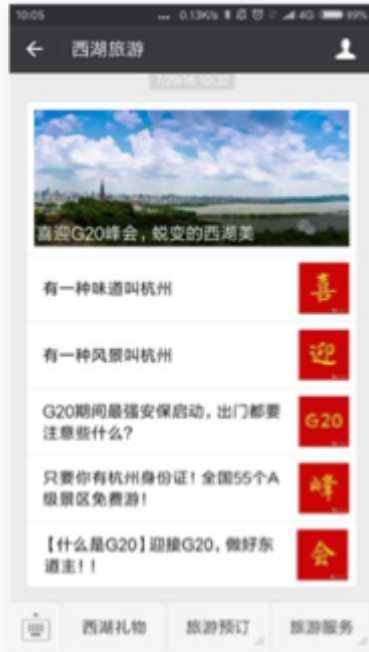 10:05
... 0.13K/s 4G 89%
西湖旅游
喜迎G20峰会，蜕变的西湖美
有一种味道叫杭州
喜
有一种风景叫杭州
迎
G20期间最强安保启动，出门都要
注意些什么？
G20
只要你有杭州身份证！全国55个A
级景区免费游！
峰
【什么是G20】迎接G20，做好东
道主！！
会
西湖礼物
旅游预订
旅游服务